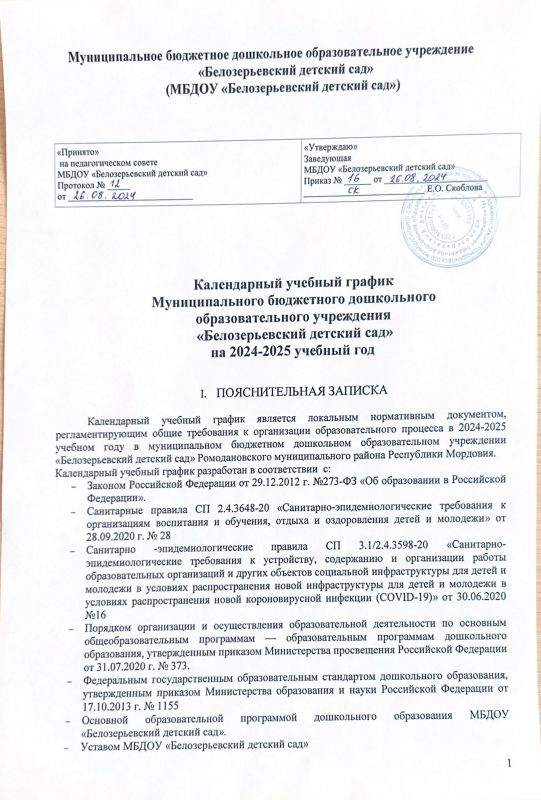 Муниципальное бюджетное дошкольное образовательное учреждение
«Белозерьевский детский сад»
(МБДОУ «Белозерьевский детский сад»)
«Принято»
на педагогическом совете
МБДОУ «Белозерьевский детский сад»
Протокол № 12
от 26.08.2024
«Утверждаю»
Заведующая
МБДОУ «Белозерьевский детский сад»
Приказ № 16 от 26.08.2024
Е.О. Скоблова
Календарный учебный график
Муниципального бюджетного дошкольного
образовательного учреждения
«Белозерьевский детский сад»
на 2024-2025 учебный год
I. ПОЯСНИТЕЛЬНАЯ ЗАПИСКА
Календарный учебный график является локальным нормативным документом,
регламентирующим общие требования к организации образовательного процесса в 2024-2025
учебном году в муниципальном бюджетном дошкольном образовательном учреждении
«Белозерьевский детский сад» Ромодановского муниципального района Республики Мордовия.
Календарный учебный график разработан в соответствии с:
– Законом Российской Федерации от 29.12.2012 г. №273-ФЗ «Об образовании в Российской
Федерации».
– Санитарные правила СП 2.4.3648-20 «Санитарно-эпидемиологические требования к
организациям воспитания и обучения, отдыха и оздоровления детей и молодежи» от
28.09.2020 г. № 28
– Санитарно -эпидемиологические правила СП 3.1/2.4.3598-20 «Санитарно-
эпидемиологические требования к устройству, содержанию и организации работы
образовательных организаций и других объектов социальной инфраструктуры для детей и
молодежи в условиях распространения новой инфраструктуры для детей и молодежи в
условиях распространения новой короновирусной инфекции (COVID-19)» от 30.06.2020
№16
– Порядком организации и осуществления образовательной деятельности по основным
общеобразовательным программам — образовательным программам дошкольного
образования, утвержденным приказом Министерства просвещения Российской Федерации
от 31.07.2020 г. № 373.
– Федеральным государственным образовательным стандартом дошкольного образования,
утвержденным приказом Министерства образования и науки Российской Федерации от
17.10.2013 г. № 1155
– Основной образовательной программой дошкольного образования МБДОУ
«Белозерьевский детский сад».
– Уставом МБДОУ «Белозерьевский детский сад»
1